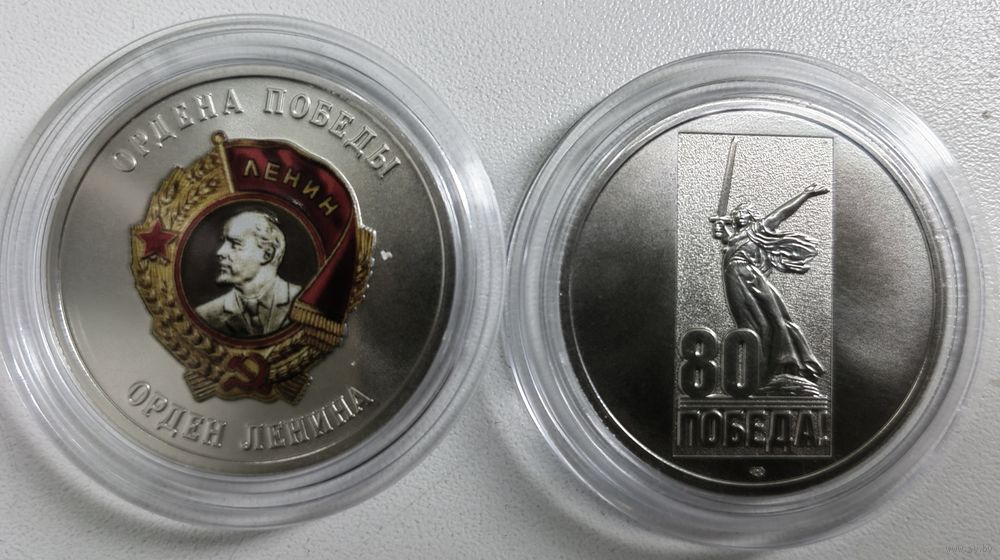 ОРДЕНА ПОБЕДЫ
ЛЕНИН
ОРДЕН ЛЕНИНА
80
ПОБЕДА!